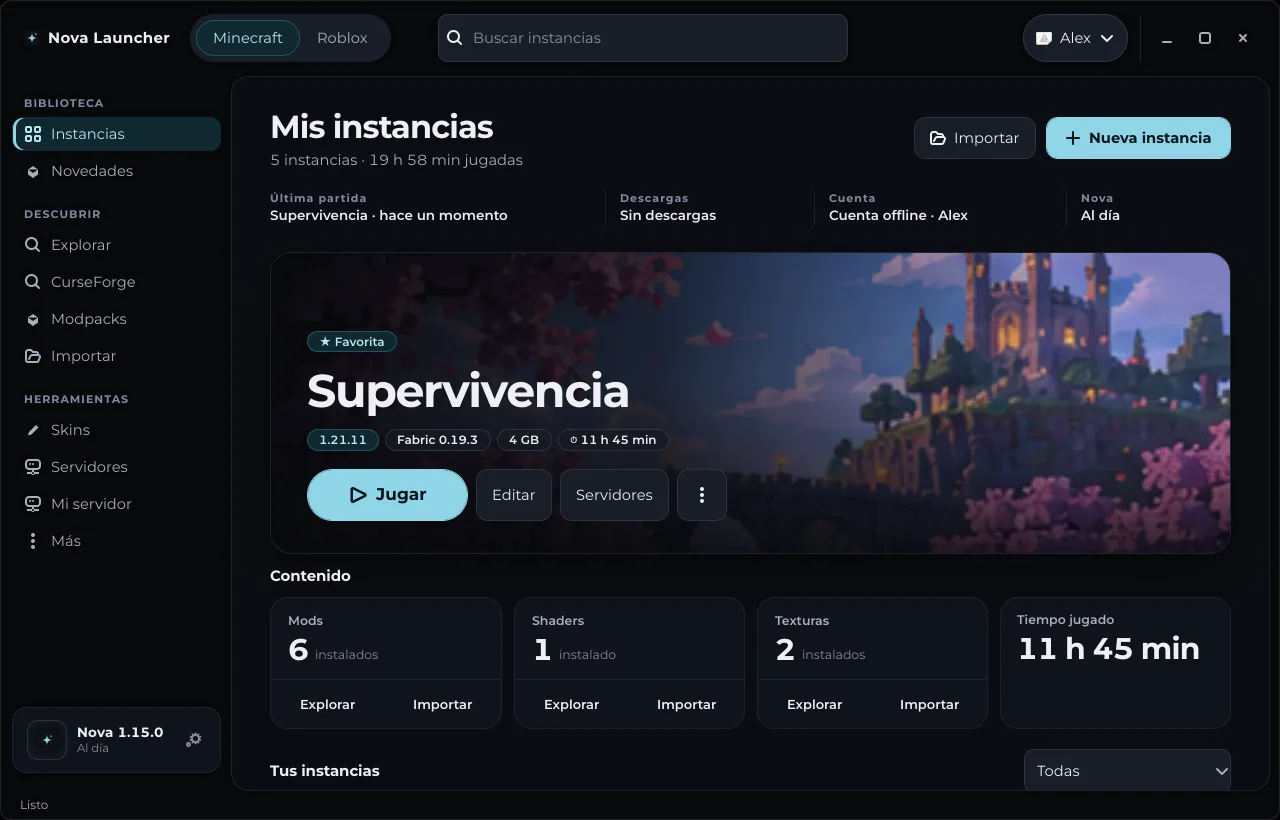 Nova Launcher
Minecraft
Roblox
Buscar instancias
Alex
BIBLIOTECA
Instancias
Novedades
DESCUBRIR
Explorar
CurseForge
Modpacks
Importar
HERRAMIENTAS
Skins
Servidores
Mi servidor
Más
Nova 1.15.0
Al día
Listo
Mis instancias
5 instancias · 19 h 58 min jugadas
Importar
Nueva instancia
Última partida
Supervivencia · hace un momento
Descargas
Sin descargas
Cuenta
Cuenta offline · Alex
Nova
Al día
★ Favorita
Supervivencia
1.21.11
Fabric 0.19.3
4 GB
⏱ 11 h 45 min
Jugar
Editar
Servidores
Contenido
Mods
6 instalados
Explorar
Importar
Shaders
1 instalado
Explorar
Importar
Texturas
2 instalados
Explorar
Importar
Tiempo jugado
11 h 45 min
Tus instancias
Todas